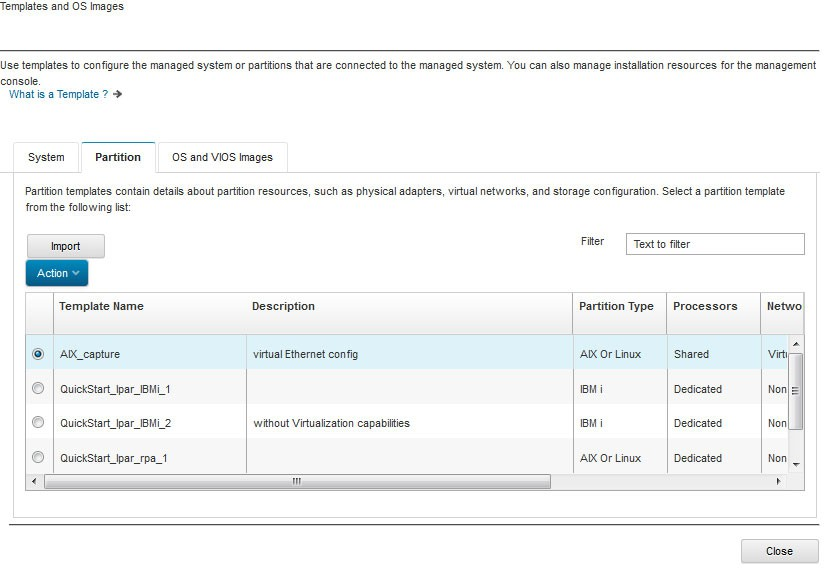 Templates and OS Images
Use templates to configure the managed system or partitions that are connected to the managed system. You can also manage installation resources for the management
console.
What is a Template ?
System Partition OS and VIOS Images
Partition templates contain details about partition resources, such as physical adapters, virtual networks, and storage configuration. Select a partition template
from the following list:
Import Filter Text to filter
Action
Template Name Description Partition Type Processors Netwo
AIX_capture virtual Ethernet config AIX Or Linux Shared Virt
QuickStart_lpar_IBMi_1 IBM i Dedicated Non
QuickStart_lpar_IBMi_2 without Virtualization capabilities IBM i Dedicated Non
QuickStart_lpar_rpa_1 AIX Or Linux Dedicated Non
Close